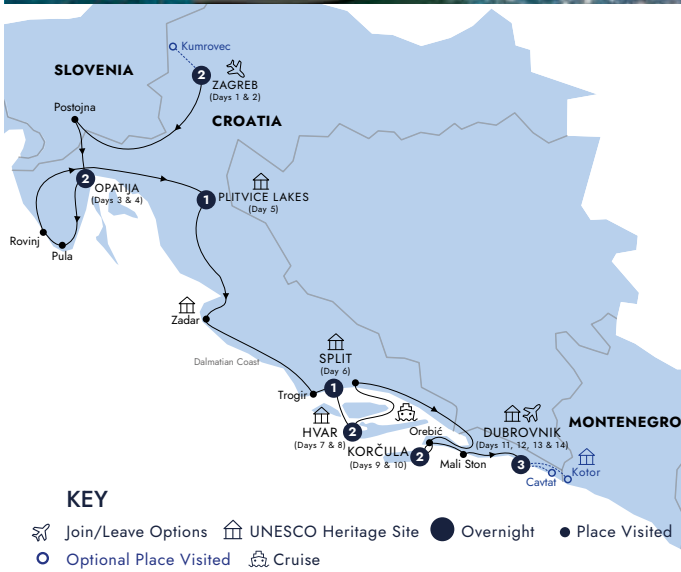 Kumrovec
SLOVENIA
2
ZAGREB
(Days 1 & 2)
Postojna
CROATIA
2
OPATIJA
(Days 3 & 4)
1
PLITVICE LAKES
(Day 5)
Rovinj
Pula
Zadar
Dalmatian Coast
SPLIT
(Day 6)
1
Trogir
HVAR
2
(Days 7 & 8)
KORČULA
(Days 9 & 10)
2
Orebić
Mali Ston
DUBROVNIK
(Days 11, 12, 13 & 14)
3
MONTENEGRO
Kotor
Cavtat
KEY
Join/Leave Options UNESCO Heritage Site Overnight Place Visited
Optional Place Visited Cruise